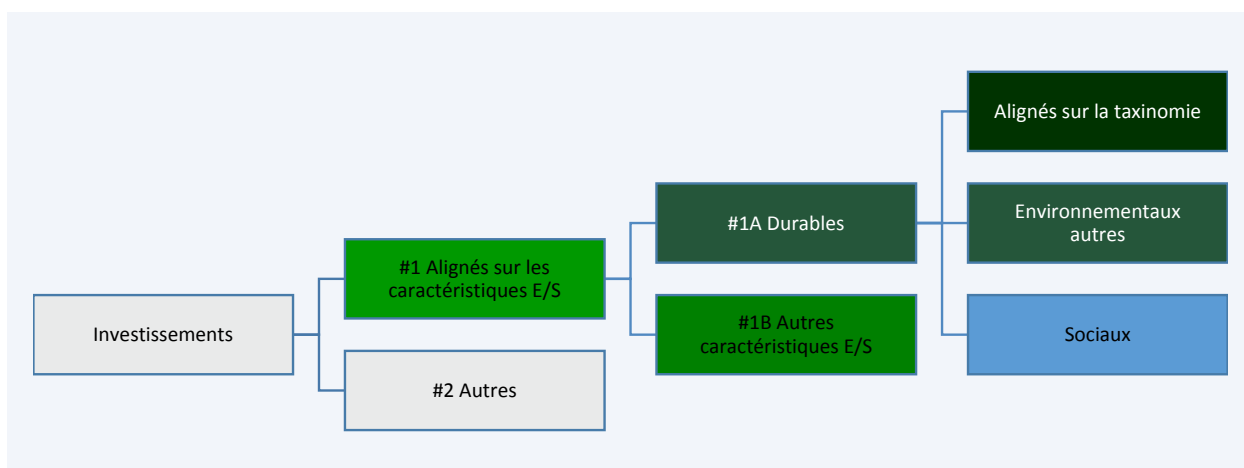 Investissements
#1 Alignés sur les
caractéristiques E/S
#2 Autres
#1A Durables
#1B Autres
caractéristiques E/S
Alignés sur la taxinomie
Environnementaux
autres
Sociaux